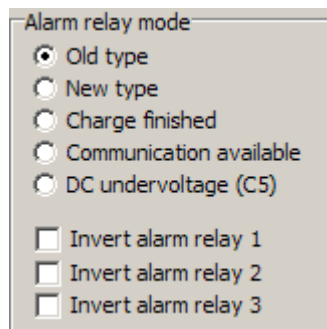 Alarm relay mode
Old type
New type
Charge finished
Communication available
DC undervoltage (C5)
Invert alarm relay 1
Invert alarm relay 2
Invert alarm relay 3